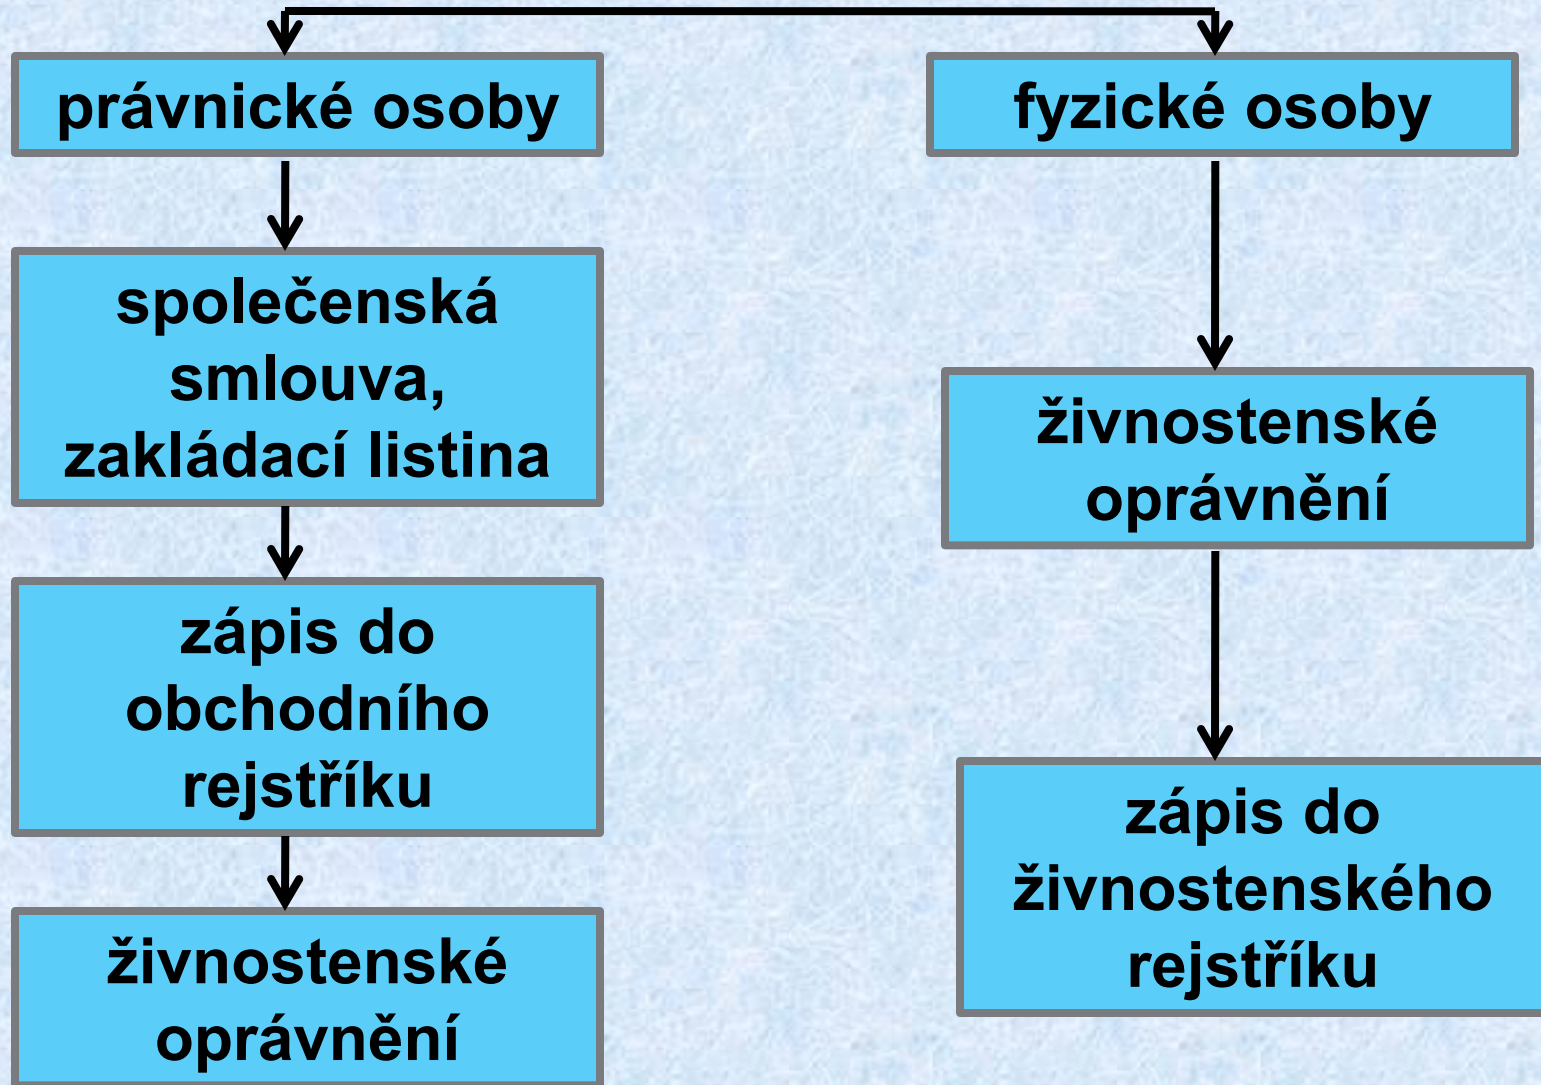 právnické osoby
fyzické osoby
společenská
smlouva,
zakládací listina
živnostenské
oprávnění
zápis do
obchodního
rejstříku
zápis do
živnostenského
rejstříku
živnostenské
oprávnění